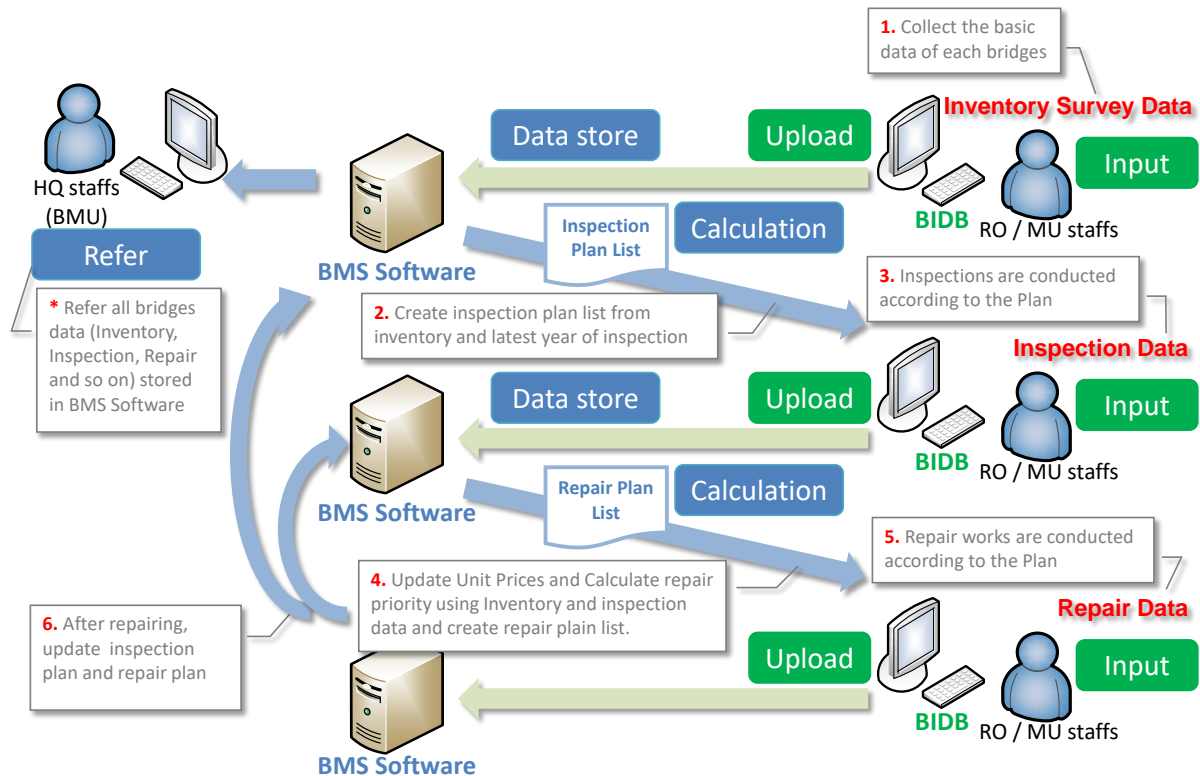 1. Collect the basic
data of each bridges
Inventory Survey Data
Data store
Upload
Input
HQ staffs
(BMU)
BIDB
RO / MU staffs
Refer
BMS Software
Inspection
Plan List
Calculation
* Refer all bridges
data (Inventory,
Inspection, Repair
and so on) stored
in BMS Software
2. Create inspection plan list from
inventory and latest year of inspection
3. Inspections are conducted
according to the Plan
Inspection Data
Data store
Upload
Input
BIDB
RO / MU staffs
BMS Software
Repair Plan
List
Calculation
4. Update Unit Prices and Calculate repair
priority using Inventory and inspection
data and create repair plain list.
5. Repair works are conducted
according to the Plan
Repair Data
6. After repairing,
update inspection
plan and repair plan
Upload
Input
BIDB
RO / MU staffs
BMS Software